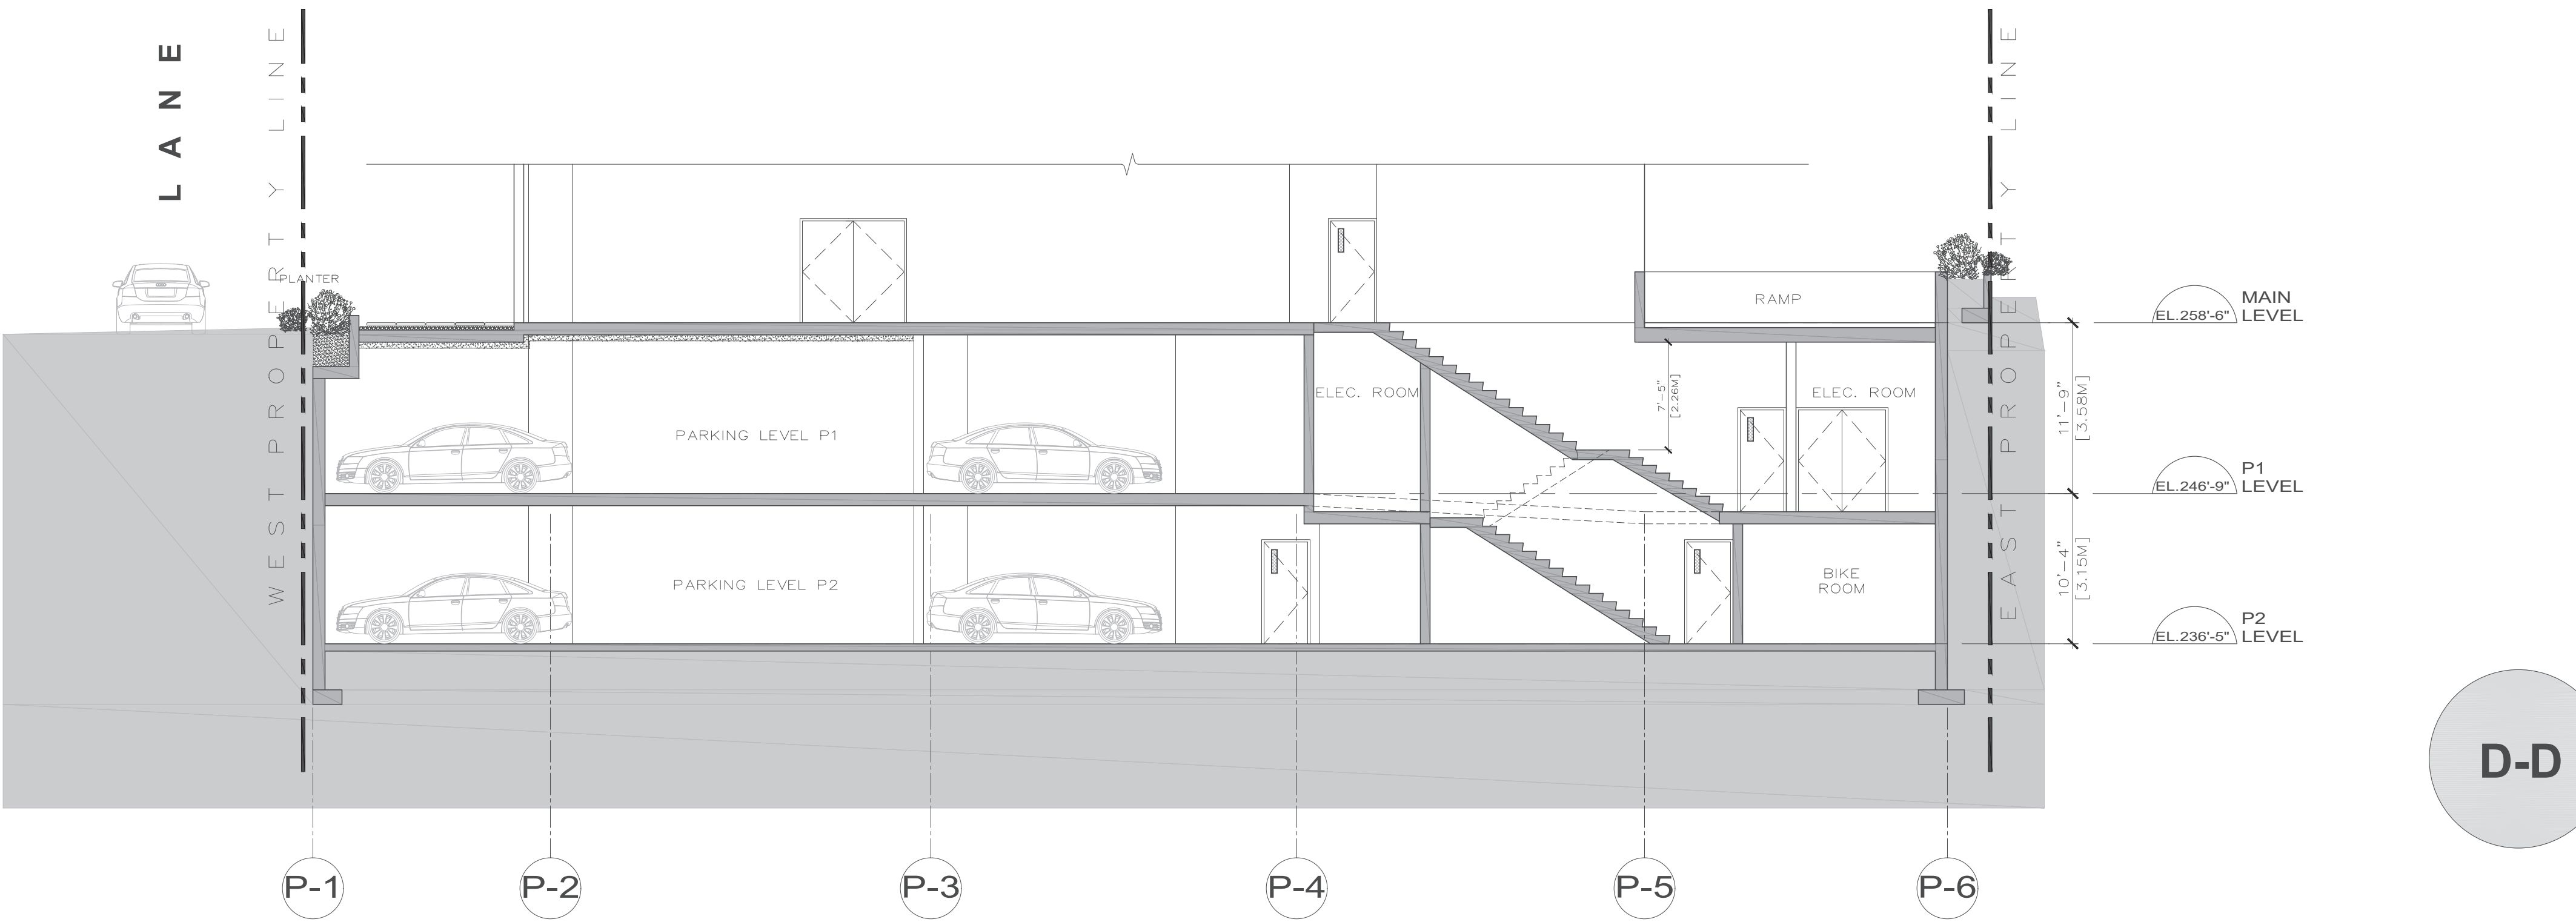 LANE
WEST PROPERTY LINE
EAST PROPERTY LINE
PLANTER
RAMP
MAIN
LEVEL
EL.258'-6"
ELEC. ROOM
7'-5"
[2.26M]
ELEC. ROOM
11'-9"
[3.58M]
PARKING LEVEL P1
P1
LEVEL
EL.246'-9"
PARKING LEVEL P2
BIKE
ROOM
10'-4"
[3.15M]
P2
LEVEL
EL.236'-5"
D-D
P-1
P-2
P-3
P-4
P-5
P-6